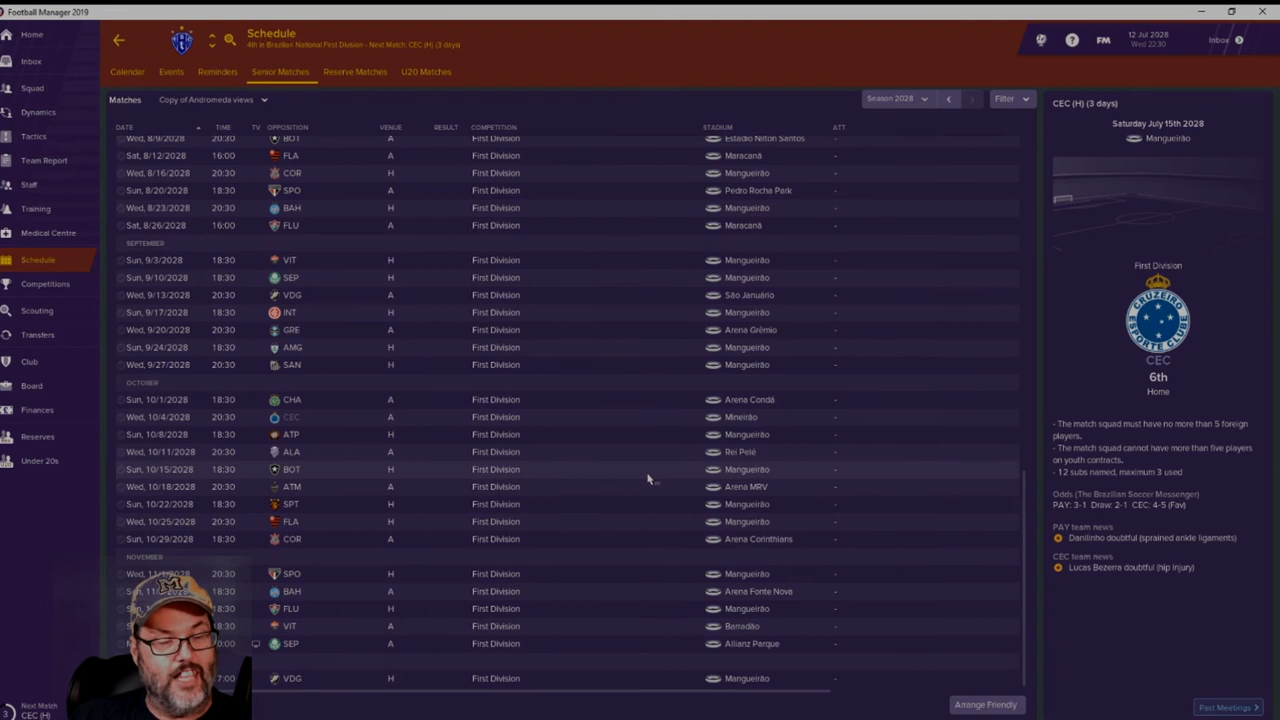 Football Manager 2019
Home
Inbox
Squad
Dynamics
Tactics
Team Report
Staff
Training
Medical Centre
Schedule
Competitions
Scouting
Transfers
Club
Board
Finances
Reserves
Under 20s
3 Next Match
CEC (H)
Schedule
4th in Brazilian National First Division - Next Match: CEC (H) (3 days)
? FM 12 Jul 2028
Wed 22:30
Inbox
Calendar Events Reminders Senior Matches Reserve Matches U20 Matches
Matches Copy of Andromeda views Season 2028 Filter
DATE TIME TV OPPOSITION VENUE RESULT COMPETITION STADIUM ATT
Wed, 8/9/2028 20:30 BOT A First Division Estádio Nilton Santos -
Sat, 8/12/2028 16:00 FLA A First Division Maracanã -
Wed, 8/16/2028 20:30 COR H First Division Mangueirão -
Sun, 8/20/2028 18:30 SPO A First Division Pedro Rocha Park -
Wed, 8/23/2028 20:30 BAH H First Division Mangueirão -
Sat, 8/26/2028 16:00 FLU A First Division Maracanã -
SEPTEMBER
Sun, 9/3/2028 18:30 VIT H First Division Mangueirão -
Sun, 9/10/2028 18:30 SEP H First Division Mangueirão -
Wed, 9/13/2028 20:30 VDG A First Division São Januário -
Sun, 9/17/2028 18:30 INT H First Division Mangueirão -
Wed, 9/20/2028 20:30 GRE A First Division Arena Grêmio -
Sun, 9/24/2028 18:30 AMG H First Division Mangueirão -
Wed, 9/27/2028 20:30 SAN H First Division Mangueirão -
OCTOBER
Sun, 10/1/2028 18:30 CHA A First Division Arena Condá -
Wed, 10/4/2028 20:30 CEC A First Division Mineirão -
Sun, 10/8/2028 18:30 ATP H First Division Mangueirão -
Wed, 10/11/2028 20:30 ALA A First Division Rei Pelé -
Sun, 10/15/2028 18:30 BOT H First Division Mangueirão -
Wed, 10/18/2028 20:30 ATM A First Division Arena MRV -
Sun, 10/22/2028 18:30 SPT H First Division Mangueirão -
Wed, 10/25/2028 20:30 FLA H First Division Mangueirão -
Sun, 10/29/2028 18:30 COR A First Division Arena Corinthians -
NOVEMBER
Wed, 11/1/2028 20:30 SPO H First Division Mangueirão -
Sun, 11/ 18:30 BAH A First Division Arena Fonte Nova -
18:30 FLU H First Division Mangueirão -
18:30 VIT A First Division Barradão -
SEP A First Division Allianz Parque -
VDG H First Division Mangueirão -
Arrange Friendly
CEC (H) (3 days)
Saturday July 15th 2028
Mangueirão
First Division
CRUZEIRO
ESPORTE CLUBE
CEC
6th
Home
- The match squad must have no more than 5 foreign
players.
- The match squad cannot have more than five players
on youth contracts.
- 12 subs named, maximum 3 used
Odds (The Brazilian Soccer Messenger)
PAY: 3-1 Draw: 2-1 CEC: 4-5 (Fav)
PAY team news
Danilinho doubtful (sprained ankle ligaments)
CEC team news
Lucas Bezerra doubtful (hip injury)
Past Meetings
M